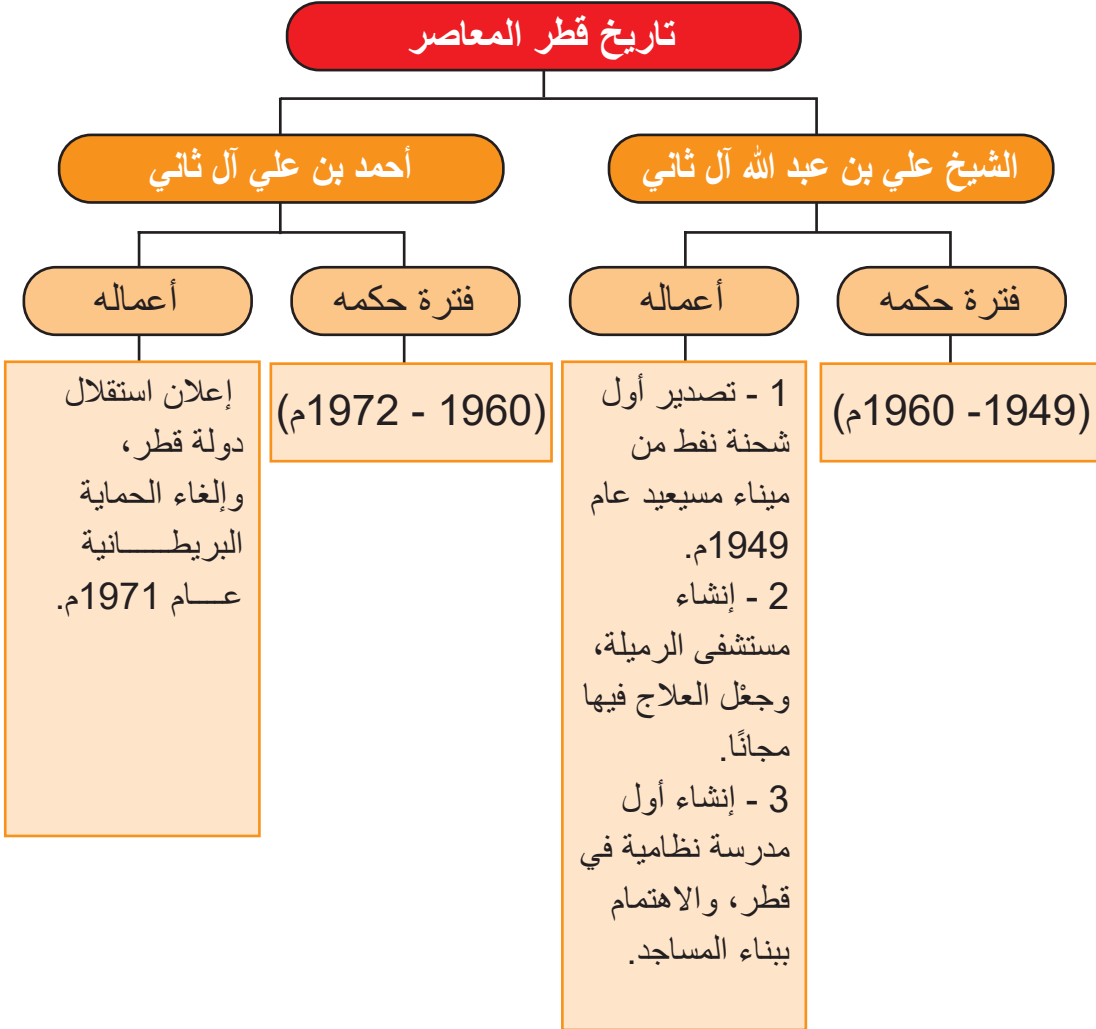 تاريخ قطر المعاصر
الشيخ علي بن عبد الله آل ثاني
أحمد بن علي آل ثاني
فترة حكمه
أعماله
فترة حكمه
أعماله
(1949- 1960م)
1 - تصدير أول
شحنة نفط من
ميناء مسيعيد عام
1949م.
2 - إنشاء
مستشفى الرميلة،
وجعْل العلاج فيها
مجانًا.
3 - إنشاء أول
مدرسة نظامية في
قطر، والاهتمام
ببناء المساجد.
(1960 - 1972م)
إعلان استقلال
دولة قطر،
وإلغاء الحماية
البريطـــــانية
عــــام 1971م.